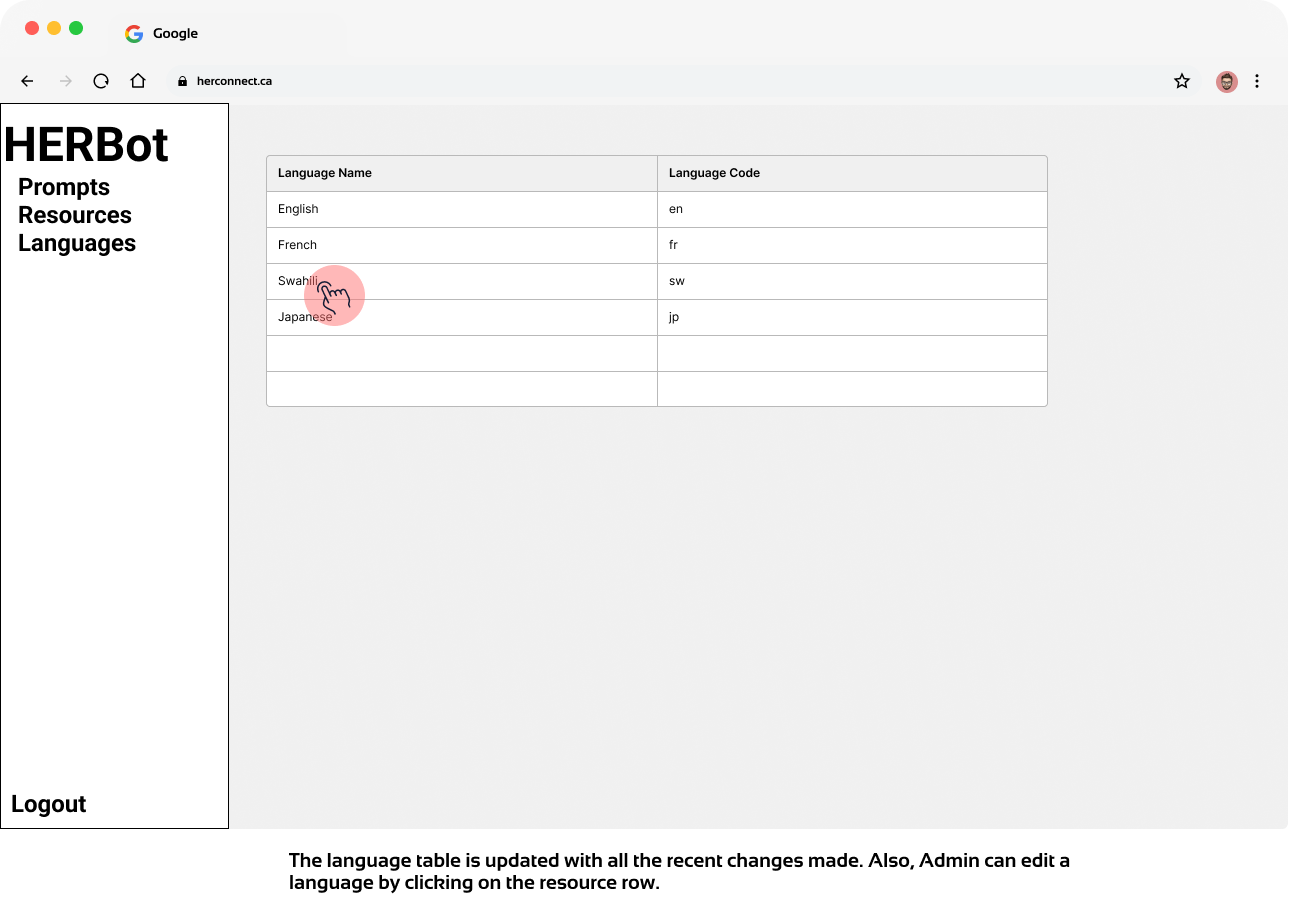 Google
herconnect.ca
HERBot
Prompts
Resources
Languages
Language Name Language Code
English en
French fr
Swahili sw
Japanese jp
Logout
The language table is updated with all the recent changes made. Also, Admin can edit a
language by clicking on the resource row.